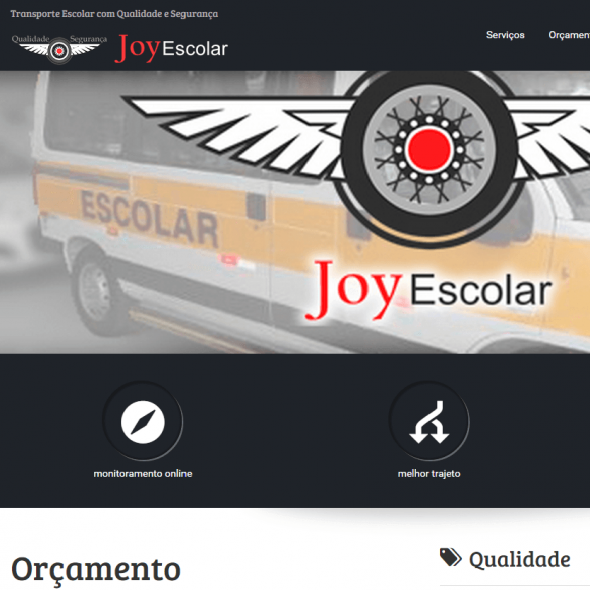 Transporte Escolar com Qualidade e Segurança
Qualidade Segurança
Joy Escolar
Serviços Orçamen
ESCOLAR
Joy Escolar
monitoramento online melhor trajeto
Orçamento
Qualidade